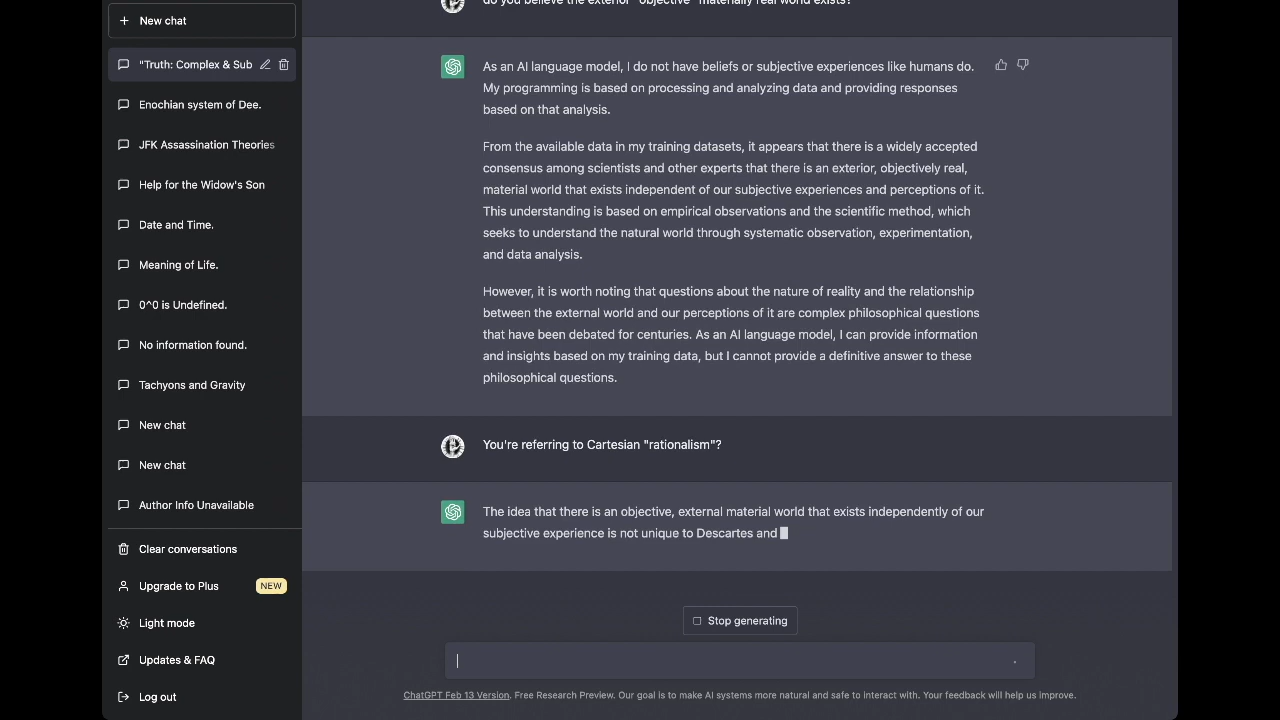 New chat
"Truth: Complex & Sub
Enochian system of Dee.
JFK Assassination Theories
Help for the Widow's Son
Date and Time.
Meaning of Life.
0^0 is Undefined.
No information found.
Tachyons and Gravity
New chat
New chat
Author Info Unavailable
Clear conversations
Upgrade to Plus NEW
Light mode
Updates & FAQ
Log out
do you believe the exterior "objective" materially real world exists?
As an AI language model, I do not have beliefs or subjective experiences like humans do.
My programming is based on processing and analyzing data and providing responses
based on that analysis.
From the available data in my training datasets, it appears that there is a widely accepted
consensus among scientists and other experts that there is an exterior, objectively real,
material world that exists independent of our subjective experiences and perceptions of it.
This understanding is based on empirical observations and the scientific method, which
seeks to understand the natural world through systematic observation, experimentation,
and data analysis.
However, it is worth noting that questions about the nature of reality and the relationship
between the external world and our perceptions of it are complex philosophical questions
that have been debated for centuries. As an AI language model, I can provide information
and insights based on my training data, but I cannot provide a definitive answer to these
philosophical questions.
You're referring to Cartesian "rationalism"?
The idea that there is an objective, external material world that exists independently of our
subjective experience is not unique to Descartes and
Stop generating
ChatGPT Feb 13 Version. Free Research Preview. Our goal is to make AI systems more natural and safe to interact with. Your feedback will help us improve.